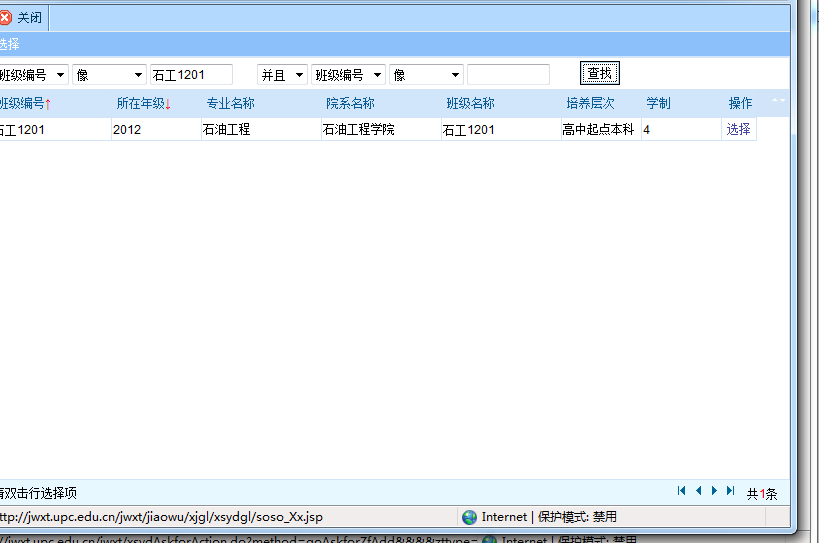 关闭
选择
班级编号 像 石工1201 并且 班级编号 像 查找
班级编号↑ 所在年级↓ 专业名称 院系名称 班级名称 培养层次 学制 操作
石工1201 2012 石油工程 石油工程学院 石工1201 高中起点本科 4 选择
请双击行选择项 共1条
ttp://jwxt.upc.edu.cn/jwxt/jiaowu/xjgl/xsydgl/soso_Xx.jsp Internet | 保护模式: 禁用
//jwxt.upc.edu.cn/jwxt/xsydAskforAction.do?method=goAskforZfAdd&&&&zttype= Internet | 保护模式: 禁用